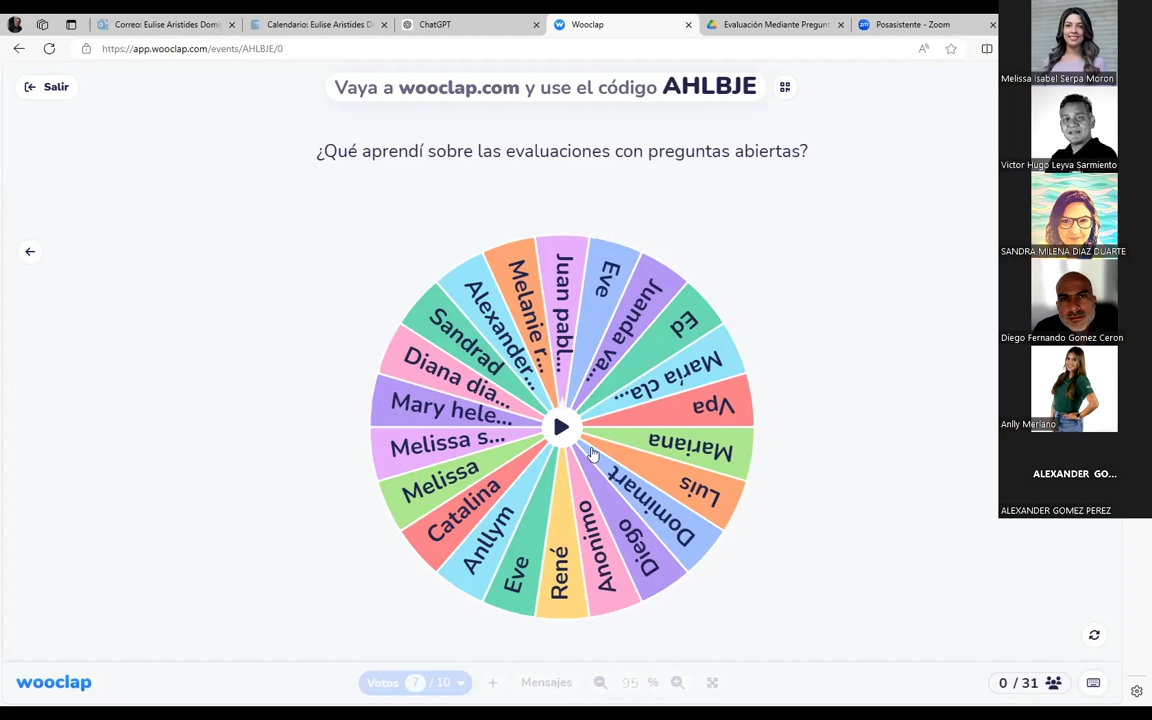 Correo: Eulise Aristides Domi
Calendario: Eulise Aristides Do
ChatGPT
Wooclap
Evaluación Mediante Pregunt
Posasistente - Zoom
https://app.wooclap.com/events/AHLBJE/0
Salir
Vaya a wooclap.com y use el código AHLBJE
¿Qué aprendí sobre las evaluaciones con preguntas abiertas?
Juan pabl...
Eve
Juanda va...
Ed
María cla...
Vpa
Mariana
Luis
Dommart
Diego
Anonimo
René
Eve
Anllym
Catalina
Melissa
Melissa s...
Mary hele...
Diana dia...
Sandrad
Alexander...
Melanie r...
Melissa Isabel Serpa Moron
Victor Hugo Leyva Sarmiento
SANDRA MILENA DIAZ DUARTE
Diego Fernando Gomez Ceron
Anlly Meriano
ALEXANDER GO...
ALEXANDER GOMEZ PEREZ
wooclap
Votos 7 / 10
Mensajes
95 %
0 / 31